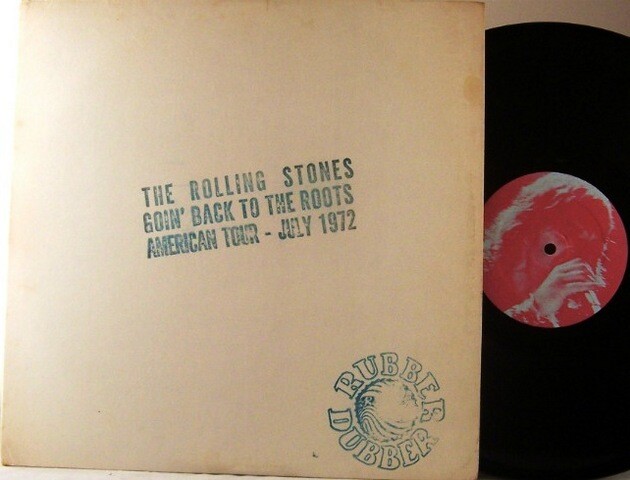 THE ROLLING STONES
GOIN' BACK TO THE ROOTS
AMERICAN TOUR - JULY 1972
RUBBER
DUBBER